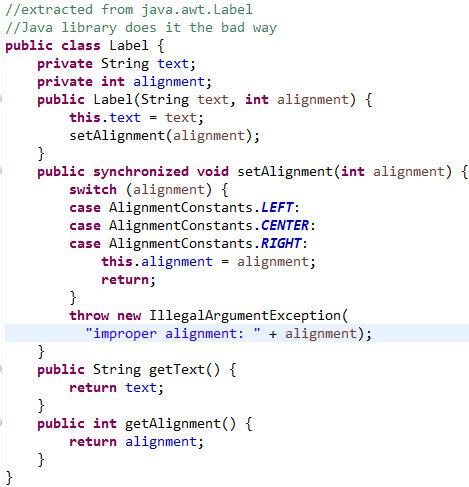 //extracted from java.awt.Label
//Java library does it the bad way
public class Label {
    private String text;
    private int alignment;
    public Label(String text, int alignment) {
        this.text = text;
        setAlignment(alignment);
    }
    public synchronized void setAlignment(int alignment) {
        switch (alignment) {
        case AlignmentConstants.LEFT:
        case AlignmentConstants.CENTER:
        case AlignmentConstants.RIGHT:
            this.alignment = alignment;
            return;
        }
        throw new IllegalArgumentException(
          "improper alignment: " + alignment);
    }
    public String getText() {
        return text;
    }
    public int getAlignment() {
        return alignment;
    }
}